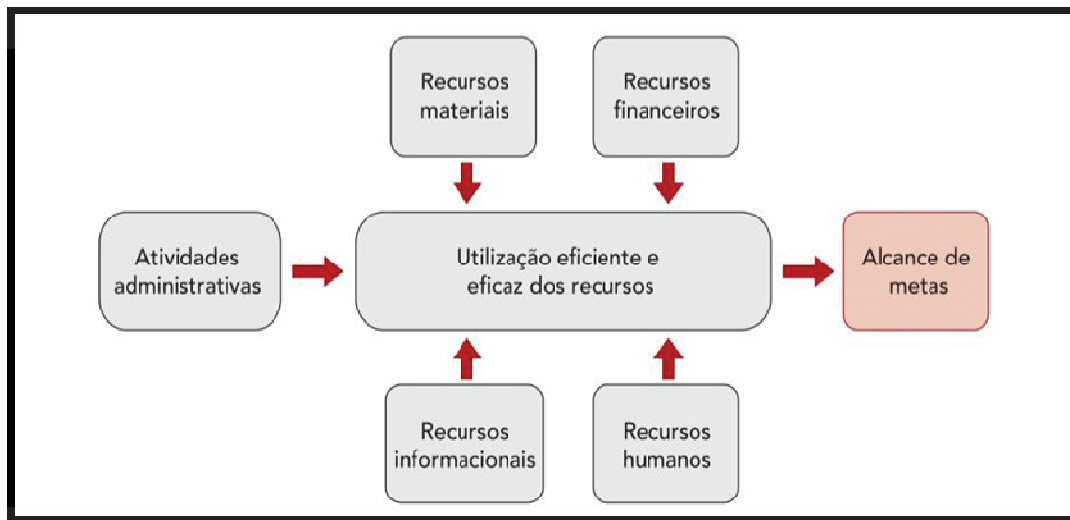 Recursos
materiais
Recursos
financeiros
Atividades
administrativas
Utilização eficiente e
eficaz dos recursos
Alcance de
metas
Recursos
informacionais
Recursos
humanos